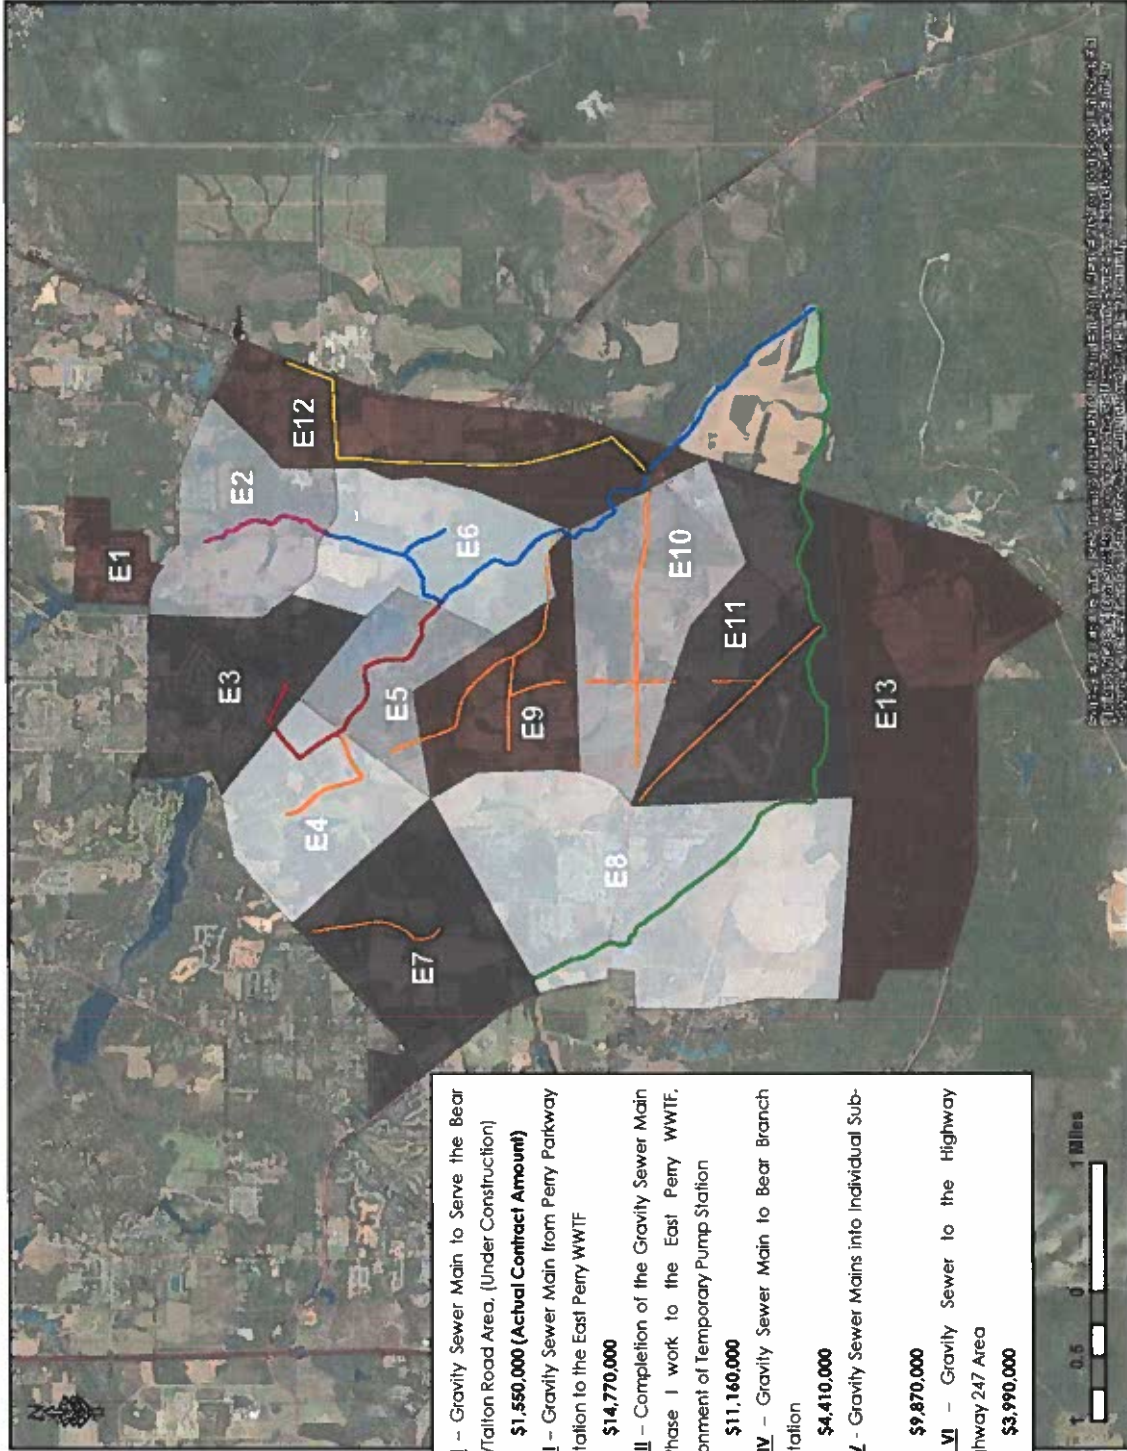 E1
E2
E3
E4
E5
E6
E7
E8
E9
E10
E11
E12
E13
I – Gravity Sewer Main to Serve the Bear
/Talton Road Area, (Under Construction)
$1,550,000 (Actual Contract Amount)
I – Gravity Sewer Main from Perry Parkway
tation to the East Perry WWTF
$14,770,000
II – Completion of the Gravity Sewer Main
hase I work to the East Perry WWTF,
onment of Temporary Pump Station
$11,160,000
IV – Gravity Sewer Main to Bear Branch
tation
$4,410,000
V - Gravity Sewer Mains into Individual Sub-
$9,870,000
VI – Gravity Sewer to the Highway
hway 247 Area
$3,990,000
N
1 0.5 0 1 Miles